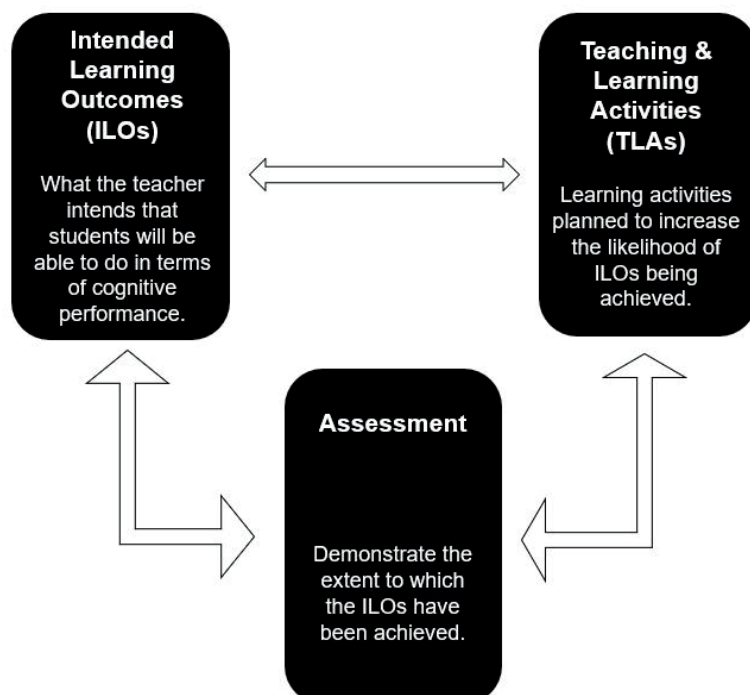 Intended
Learning
Outcomes
(ILOs)
What the teacher
intends that
students will be
able to do in terms
of cognitive
performance.
Teaching &
Learning
Activities
(TLAs)
Learning activities
planned to increase
the likelihood of
ILOs being
achieved.
Assessment
Demonstrate the
extent to which
the ILOs have
been achieved.